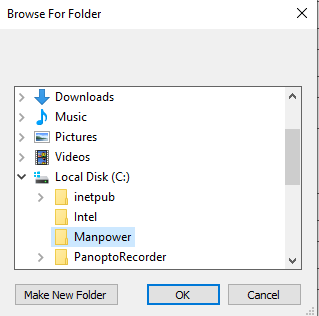 Browse For Folder
Downloads
Music
Pictures
Videos
Local Disk (C:)
inetpub
Intel
Manpower
PanoptoRecorder
Make New Folder
OK
Cancel